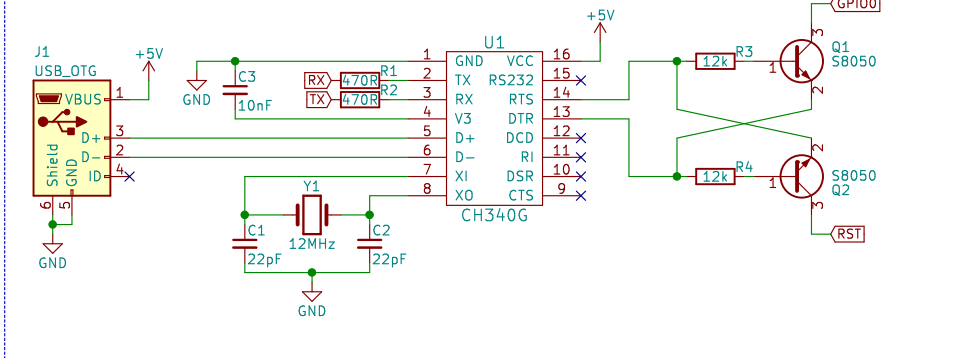 GPIO0
+5V
U1
J1
USB_OTG
+5V
VBUS 1
D+ 3
D- 2
ID 4
Shield
GND
6 5
GND
GND
C3
10nF
RX 470R R1
TX 470R R2
1 GND VCC 16
2 TX RS232 15
3 RX RTS 14
4 V3 DTR 13
5 D+ DCD 12
6 D- RI 11
7 XI DSR 10
8 XO CTS 9
CH340G
Y1
12MHz
C1
22pF
C2
22pF
GND
R3
12k
3
1
2
Q1
S8050
R4
12k
2
1
3
S8050
Q2
RST